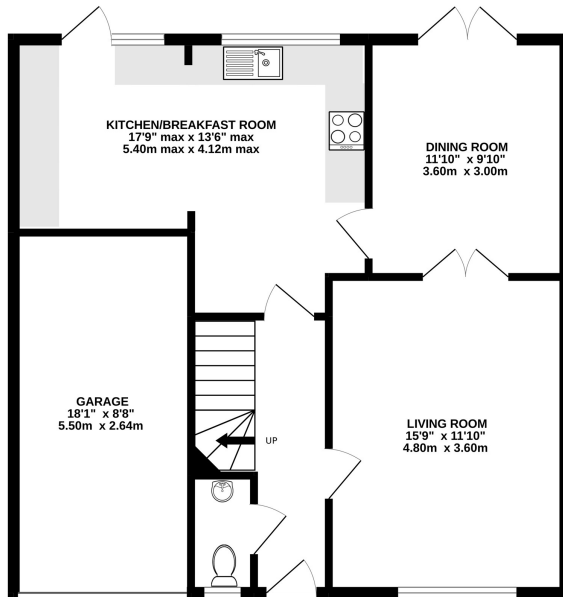 KITCHEN/BREAKFAST ROOM
17'9" max x 13'6" max
5.40m max x 4.12m max
DINING ROOM
11'10" x 9'10"
3.60m x 3.00m
GARAGE
18'1" x 8'8"
5.50m x 2.64m
UP
LIVING ROOM
15'9" x 11'10"
4.80m x 3.60m